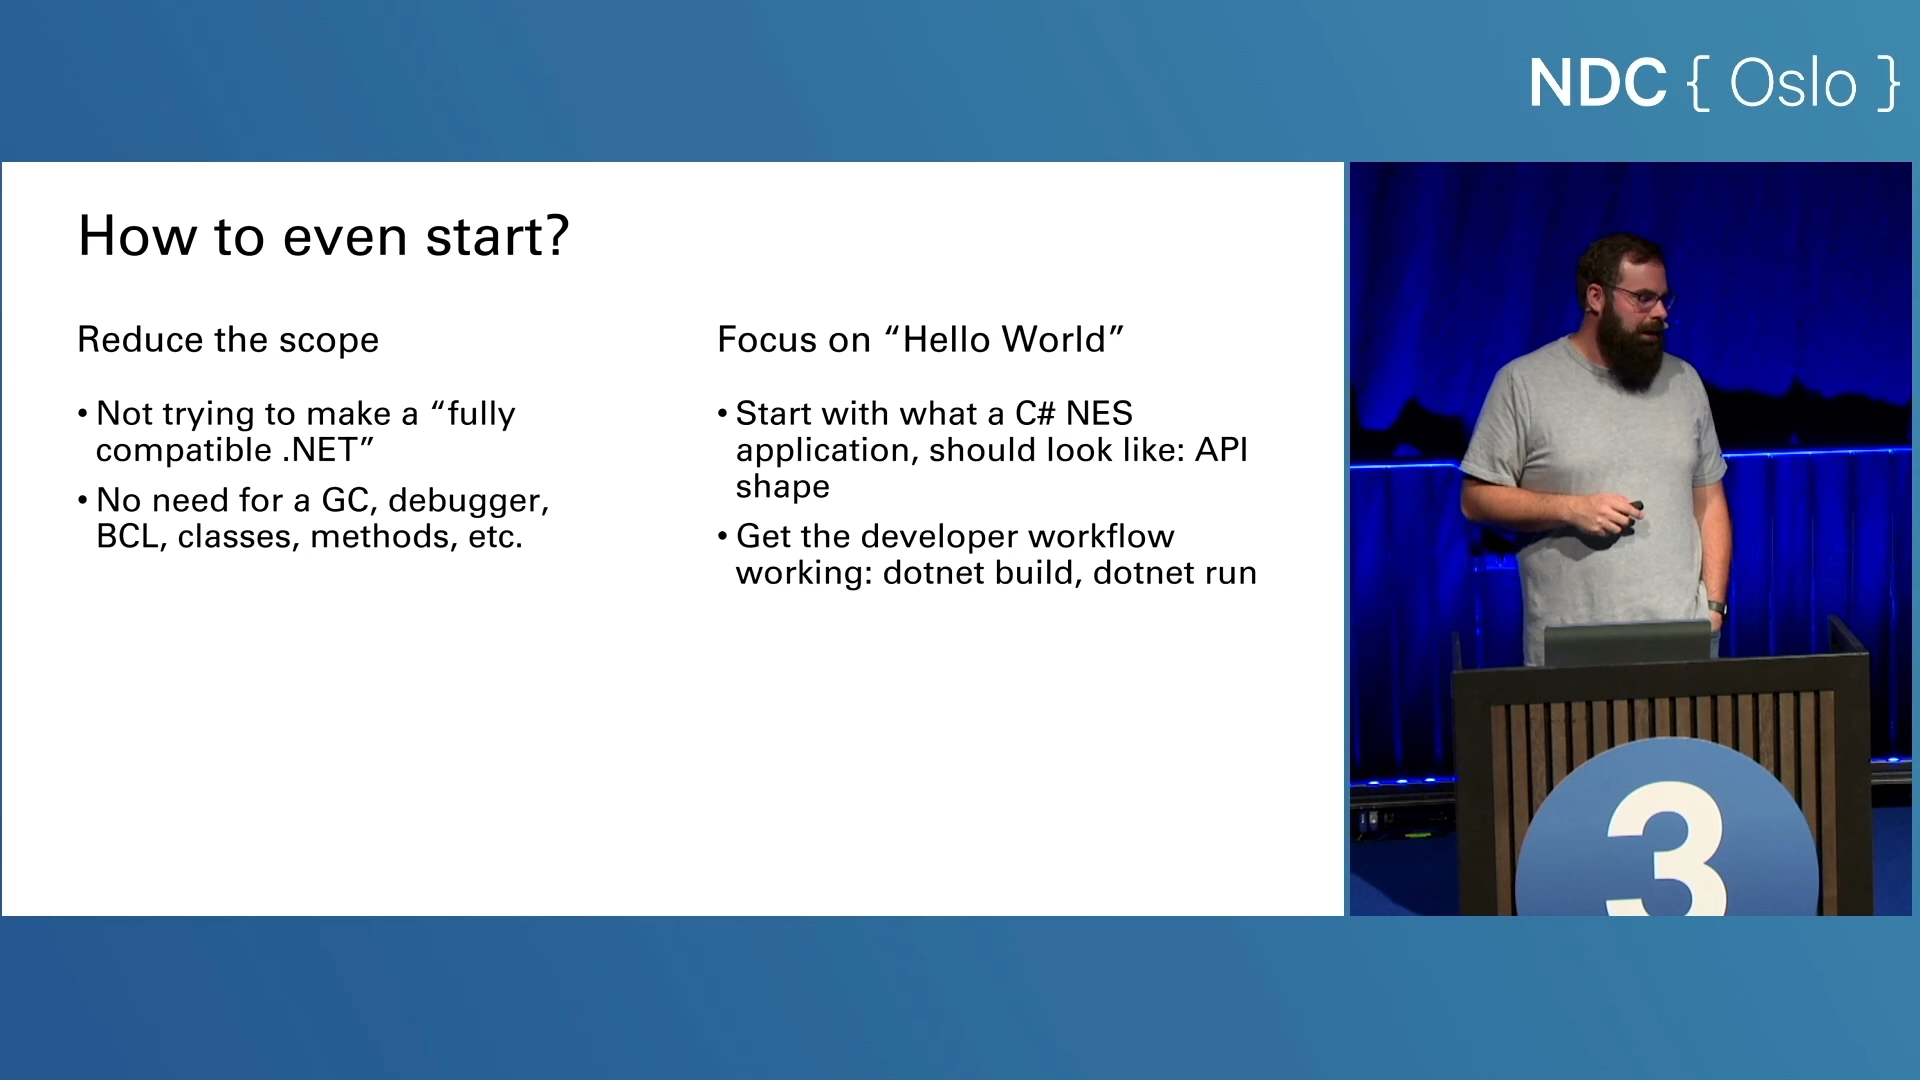 NDC { Oslo }
How to even start?
Reduce the scope
• Not trying to make a “fully
compatible .NET”
• No need for a GC, debugger,
BCL, classes, methods, etc.
Focus on “Hello World”
• Start with what a C# NES
application, should look like: API
shape
• Get the developer workflow
working: dotnet build, dotnet run
3